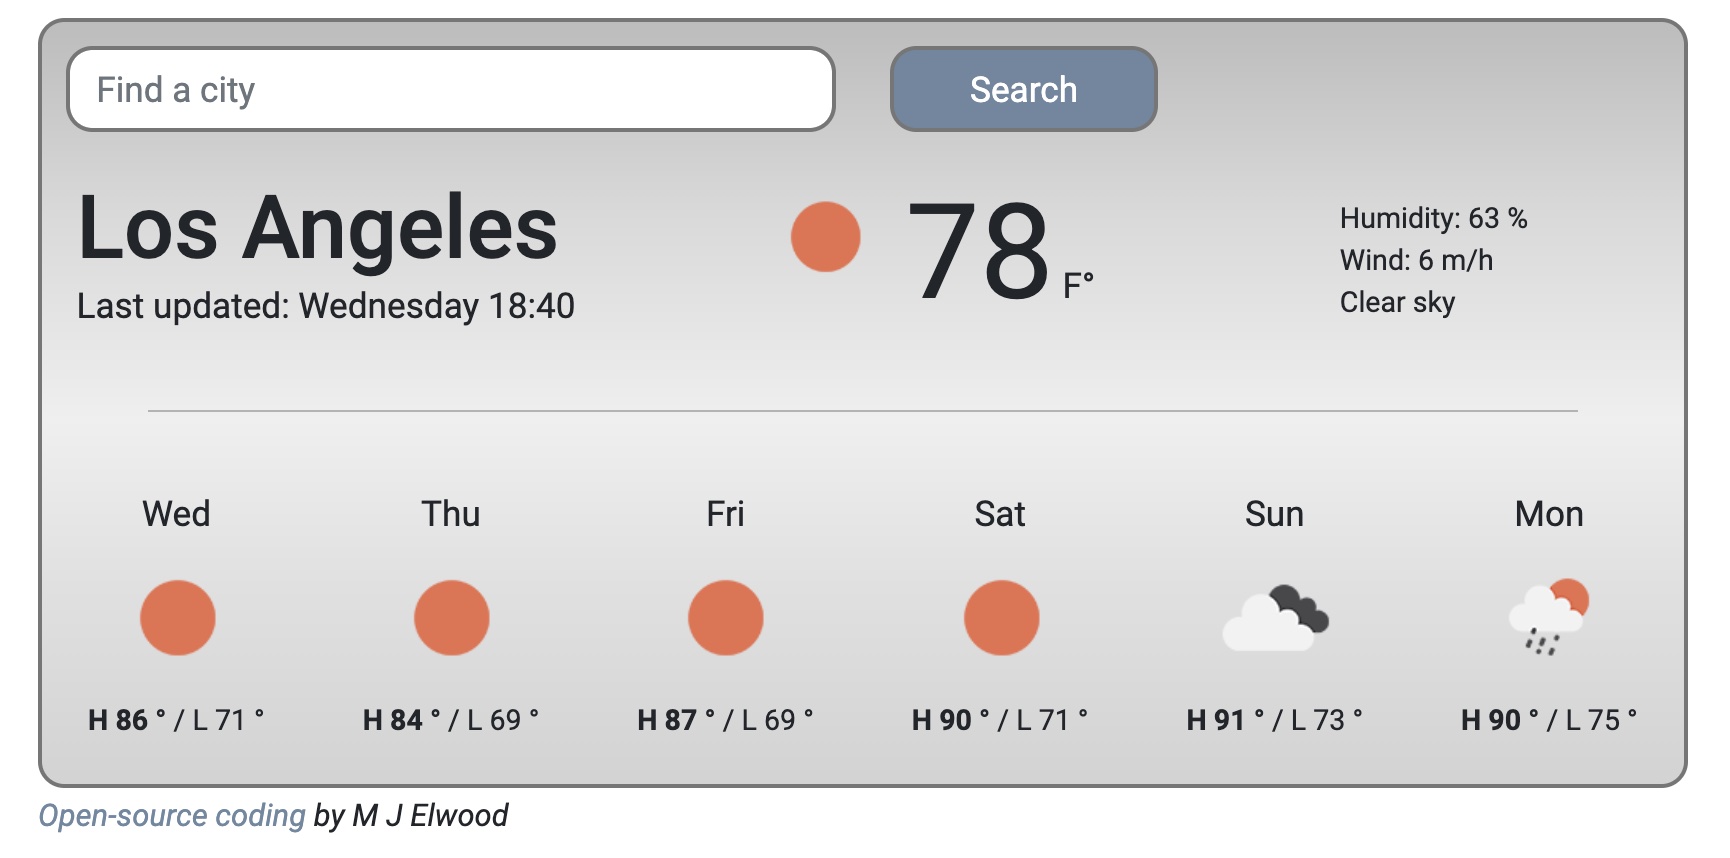 Find a city
Search
Los Angeles
Last updated: Wednesday 18:40
78 F°
Humidity: 63 %
Wind: 6 m/h
Clear sky
Wed
Thu
Fri
Sat
Sun
Mon
H 86 ° / L 71 °
H 84 ° / L 69 °
H 87 ° / L 69 °
H 90 ° / L 71 °
H 91 ° / L 73 °
H 90 ° / L 75 °
Open-source coding by M J Elwood